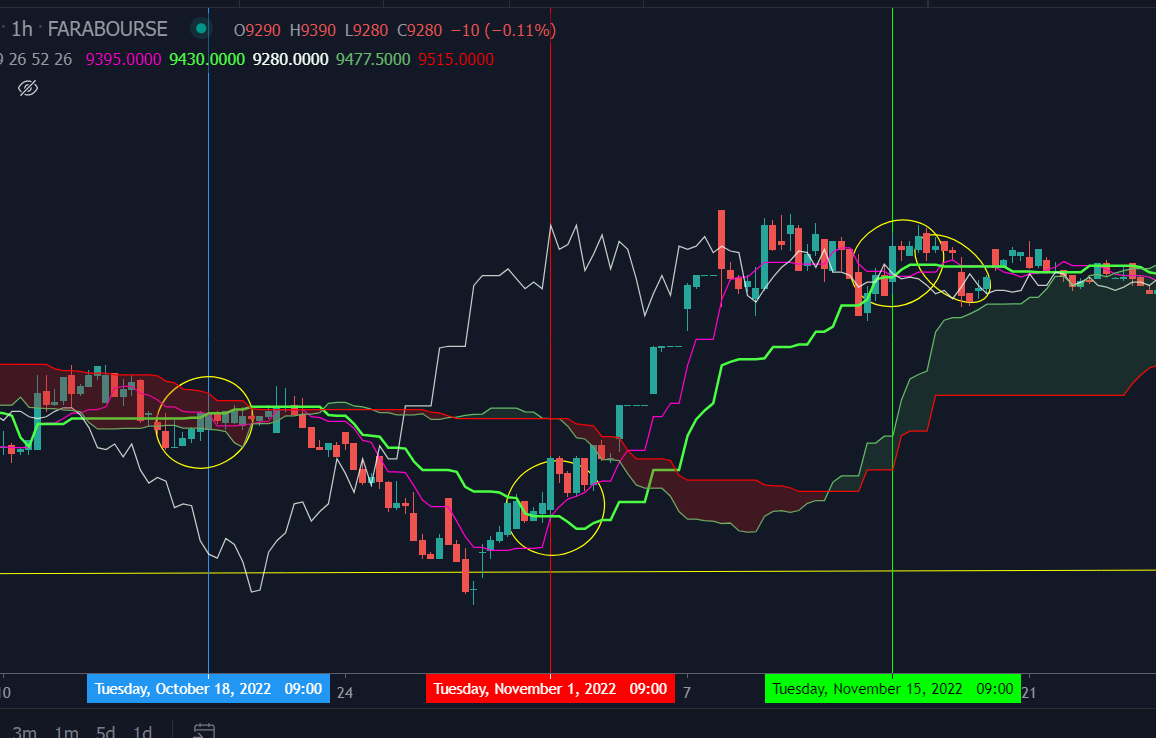 · 1h · FARABOURSE O9290 H9390 L9280 C9280 −10 (−0.11%)
9 26 52 26 9395.0000 9430.0000 9280.0000 9477.5000 9515.0000
10 Tuesday, October 18, 2022 09:00 24 Tuesday, November 1, 2022 09:00 7 Tuesday, November 15, 2022 09:00 21
3m 1m 5d 1d